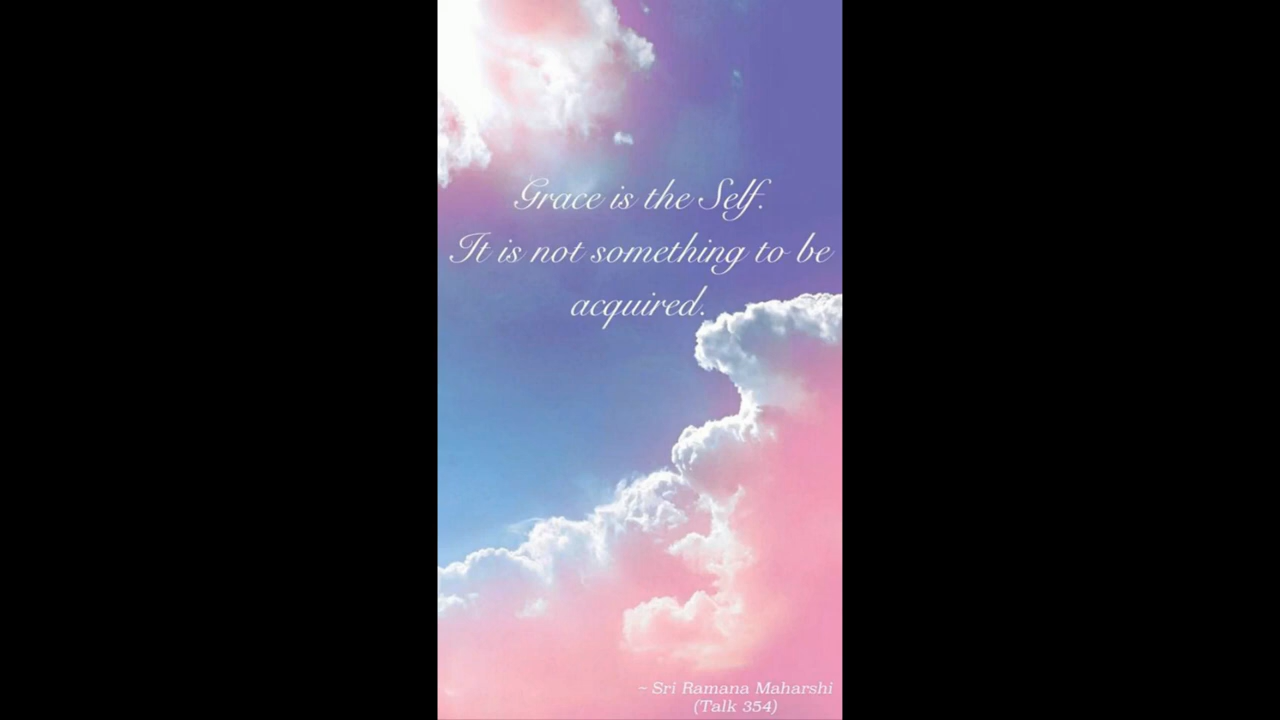 Grace is the Self.
It is not something to be
acquired.
~ Sri Ramana Maharshi
(Talk 354)